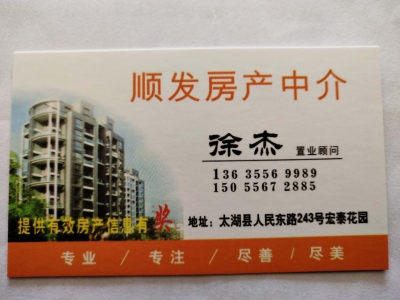 顺发房产中介
徐杰 置业顾问
136 3556 9989
150 5567 2885
提供有效房产信息有奖
地址：太湖县人民东路243号宏泰花园
专业 / 专注 / 尽善 / 尽美